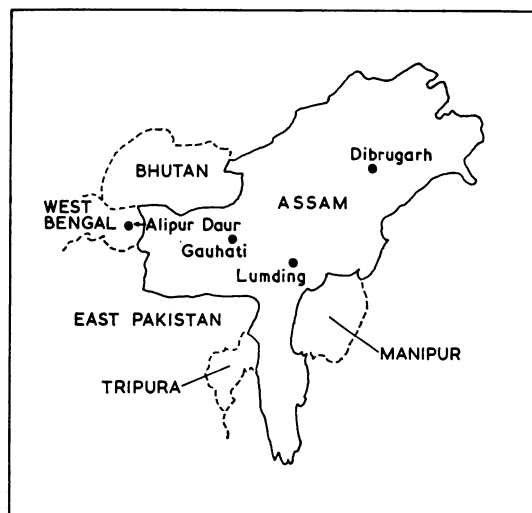 Dibrugarh
BHUTAN
ASSAM
WEST
BENGAL
Alipur Daur
Gauhati
Lumding
EAST PAKISTAN
MANIPUR
TRIPURA